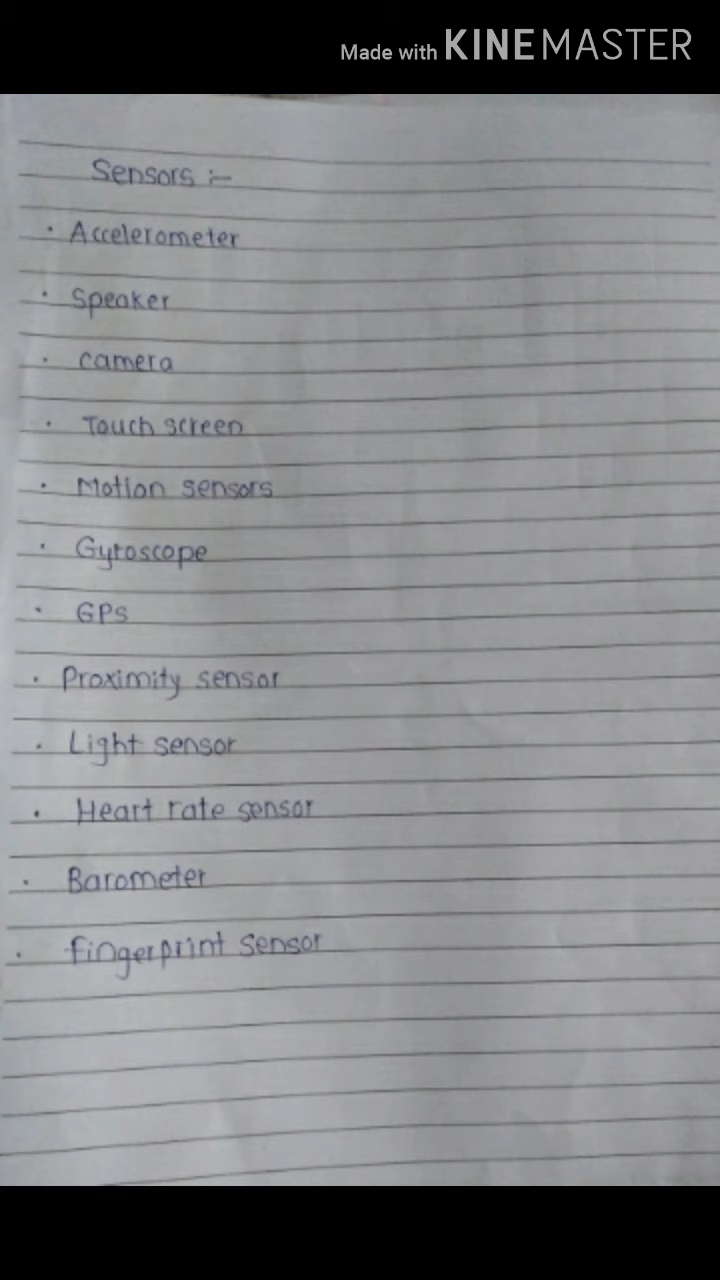 Made with KINEMASTER
Sensors :-
• Accelerometer
• Speaker
• camera
• Touch screen
• Motion sensors
• Gyroscope
• GPS
• Proximity sensor
• Light sensor
• Heart rate sensor
• Barometer
• fingerprint sensor